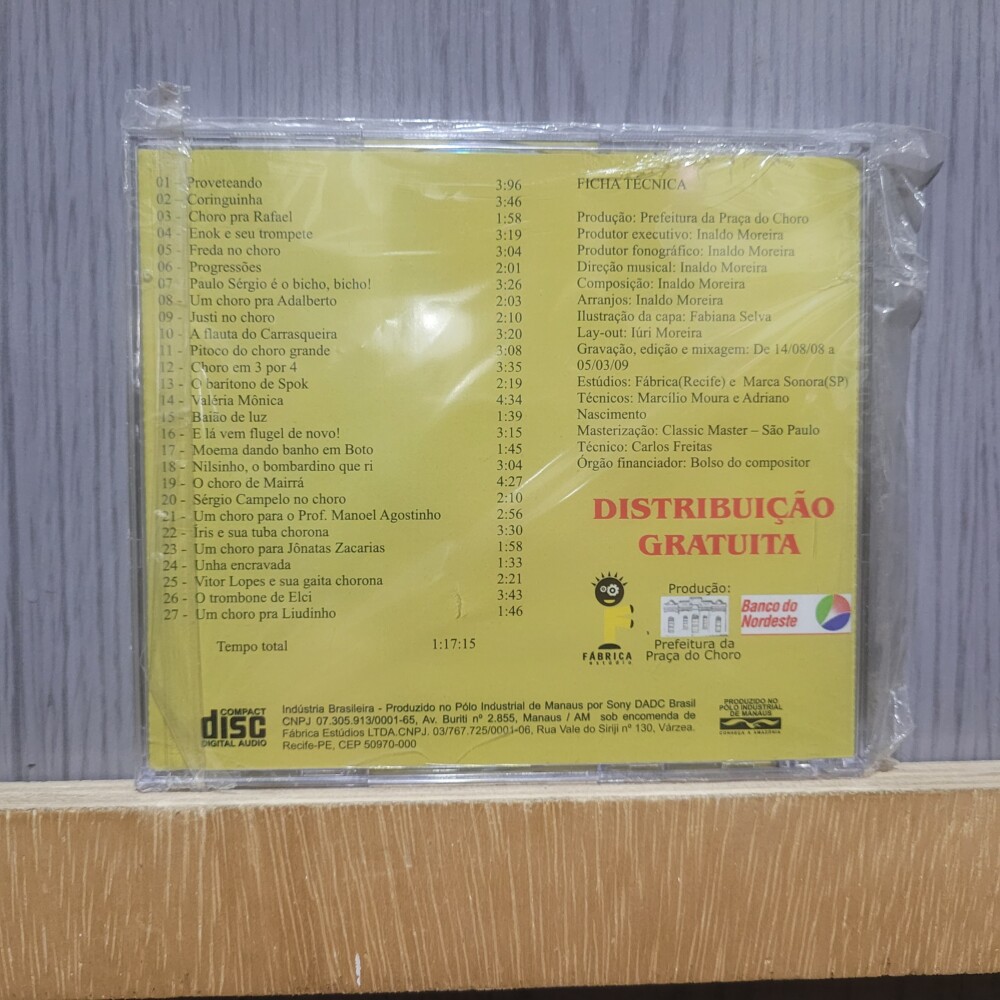 01 - Proveteando 3:96
02 - Coringuinha 3:46
03 - Choro pra Rafael 1:58
04 - Enok e seu trompete 3:19
05 - Freda no choro 3:04
06 - Progressões 2:01
07 - Paulo Sérgio é o bicho, bicho! 3:26
08 - Um choro pra Adalberto 2:03
09 - Justi no choro 2:10
10 - A flauta do Carrasqueira 3:20
11 - Pitoco do choro grande 3:08
12 - Choro em 3 por 4 3:35
13 - O baritono de Spok 2:19
14 - Valéria Mônica 4:34
15 - Baião de luz 1:39
16 - E lá vem flugel de novo! 3:15
17 - Moema dando banho em Boto 1:45
18 - Nilsinho, o bombardino que ri 3:04
19 - O choro de Mairrá 4:27
20 - Sérgio Campelo no choro 2:10
21 - Um choro para o Prof. Manoel Agostinho 2:56
22 - Íris e sua tuba chorona 3:30
23 - Um choro para Jônatas Zacarias 1:58
24 - Unha encravada 1:33
25 - Vitor Lopes e sua gaita chorona 2:21
26 - O trombone de Elci 3:43
27 - Um choro pra Liudinho 1:46
Tempo total 1:17:15
FICHA TÉCNICA
Produção: Prefeitura da Praça do Choro
Produtor executivo: Inaldo Moreira
Produtor fonográfico: Inaldo Moreira
Direção musical: Inaldo Moreira
Composição: Inaldo Moreira
Arranjos: Inaldo Moreira
Ilustração da capa: Fabiana Selva
Lay-out: Iúri Moreira
Gravação, edição e mixagem: De 14/08/08 a
05/03/09
Estúdios: Fábrica(Recife) e Marca Sonora(SP)
Técnicos: Marcílio Moura e Adriano
Nascimento
Masterização: Classic Master – São Paulo
Técnico: Carlos Freitas
Órgão financiador: Bolso do compositor
DISTRIBUIÇÃO
GRATUITA
F
FÁBRICA
ESTÚDIO
Produção:
Prefeitura da
Praça do Choro
Banco do
Nordeste
COMPACT
disc
DIGITAL AUDIO
Indústria Brasileira - Produzido no Pólo Industrial de Manaus por Sony DADC Brasil
CNPJ 07.305.913/0001-65, Av. Buriti nº 2.855, Manaus / AM sob encomenda de
Fábrica Estúdios LTDA.CNPJ. 03/767.725/0001-06, Rua Vale do Siriji nº 130, Várzea.
Recife-PE, CEP 50970-000
PRODUZIDO NO
PÓLO INDUSTRIAL
DE MANAUS
CONHEÇA A AMAZÔNIA